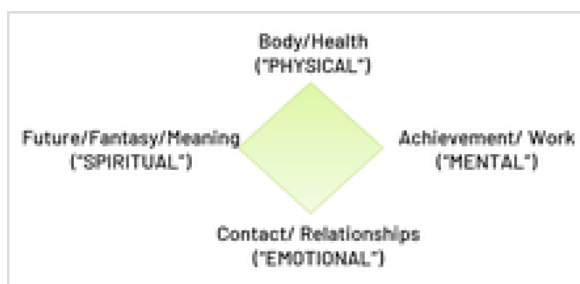 Body/Health
("PHYSICAL")
Future/Fantasy/Meaning
("SPIRITUAL")
Achievement/ Work
("MENTAL")
Contact/ Relationships
("EMOTIONAL")